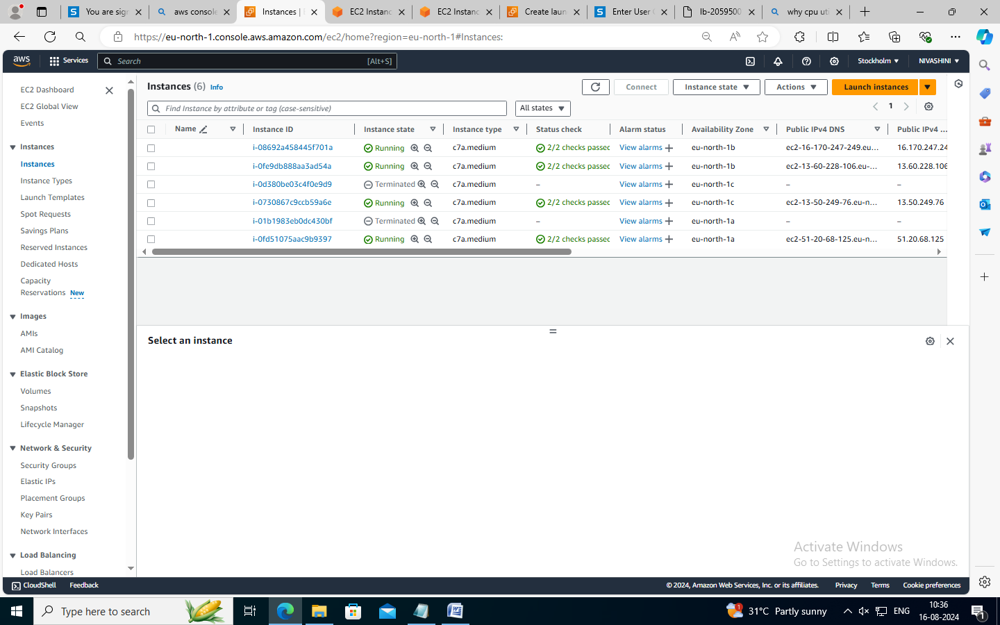 You are sign
aws console
Instances | 
EC2 Instanc
EC2 Instanc
Create laun
Enter User
lb-2059500
why cpu uti
https://eu-north-1.console.aws.amazon.com/ec2/home?region=eu-north-1#Instances:
aws Services Search [Alt+S] Stockholm NIVASHINI
EC2 Dashboard
EC2 Global View
Events
Instances
Instances
Instance Types
Launch Templates
Spot Requests
Savings Plans
Reserved Instances
Dedicated Hosts
Capacity
Reservations New
Images
AMIs
AMI Catalog
Elastic Block Store
Volumes
Snapshots
Lifecycle Manager
Network & Security
Security Groups
Elastic IPs
Placement Groups
Key Pairs
Network Interfaces
Load Balancing
Load Balancers
Instances (6) Info Connect Instance state Actions Launch instances
Find Instance by attribute or tag (case-sensitive) All states 1
Name Instance ID Instance state Instance type Status check Alarm status Availability Zone Public IPv4 DNS Public IPv4 ...
i-08692a458445f701a Running c7a.medium 2/2 checks passed View alarms + eu-north-1b ec2-16-170-247-249.eu... 16.170.247.24
i-0fe9db888aa3ad54a Running c7a.medium 2/2 checks passed View alarms + eu-north-1b ec2-13-60-228-106.eu-... 13.60.228.106
i-0d380be03c4f0e9d9 Terminated c7a.medium – View alarms + eu-north-1c – –
i-0730867c9ccb59a6e Running c7a.medium 2/2 checks passed View alarms + eu-north-1c ec2-13-50-249-76.eu-n... 13.50.249.76
i-01b1983eb0dc430bf Terminated c7a.medium – View alarms + eu-north-1a – –
i-0fd51075aac9b9397 Running c7a.medium 2/2 checks passed View alarms + eu-north-1a ec2-51-20-68-125.eu-n... 51.20.68.125
Select an instance
Activate Windows
Go to Settings to activate Windows.
CloudShell Feedback © 2024, Amazon Web Services, Inc. or its affiliates. Privacy Terms Cookie preferences
Type here to search 1 31°C Partly sunny ENG 10:36
16-08-2024 1